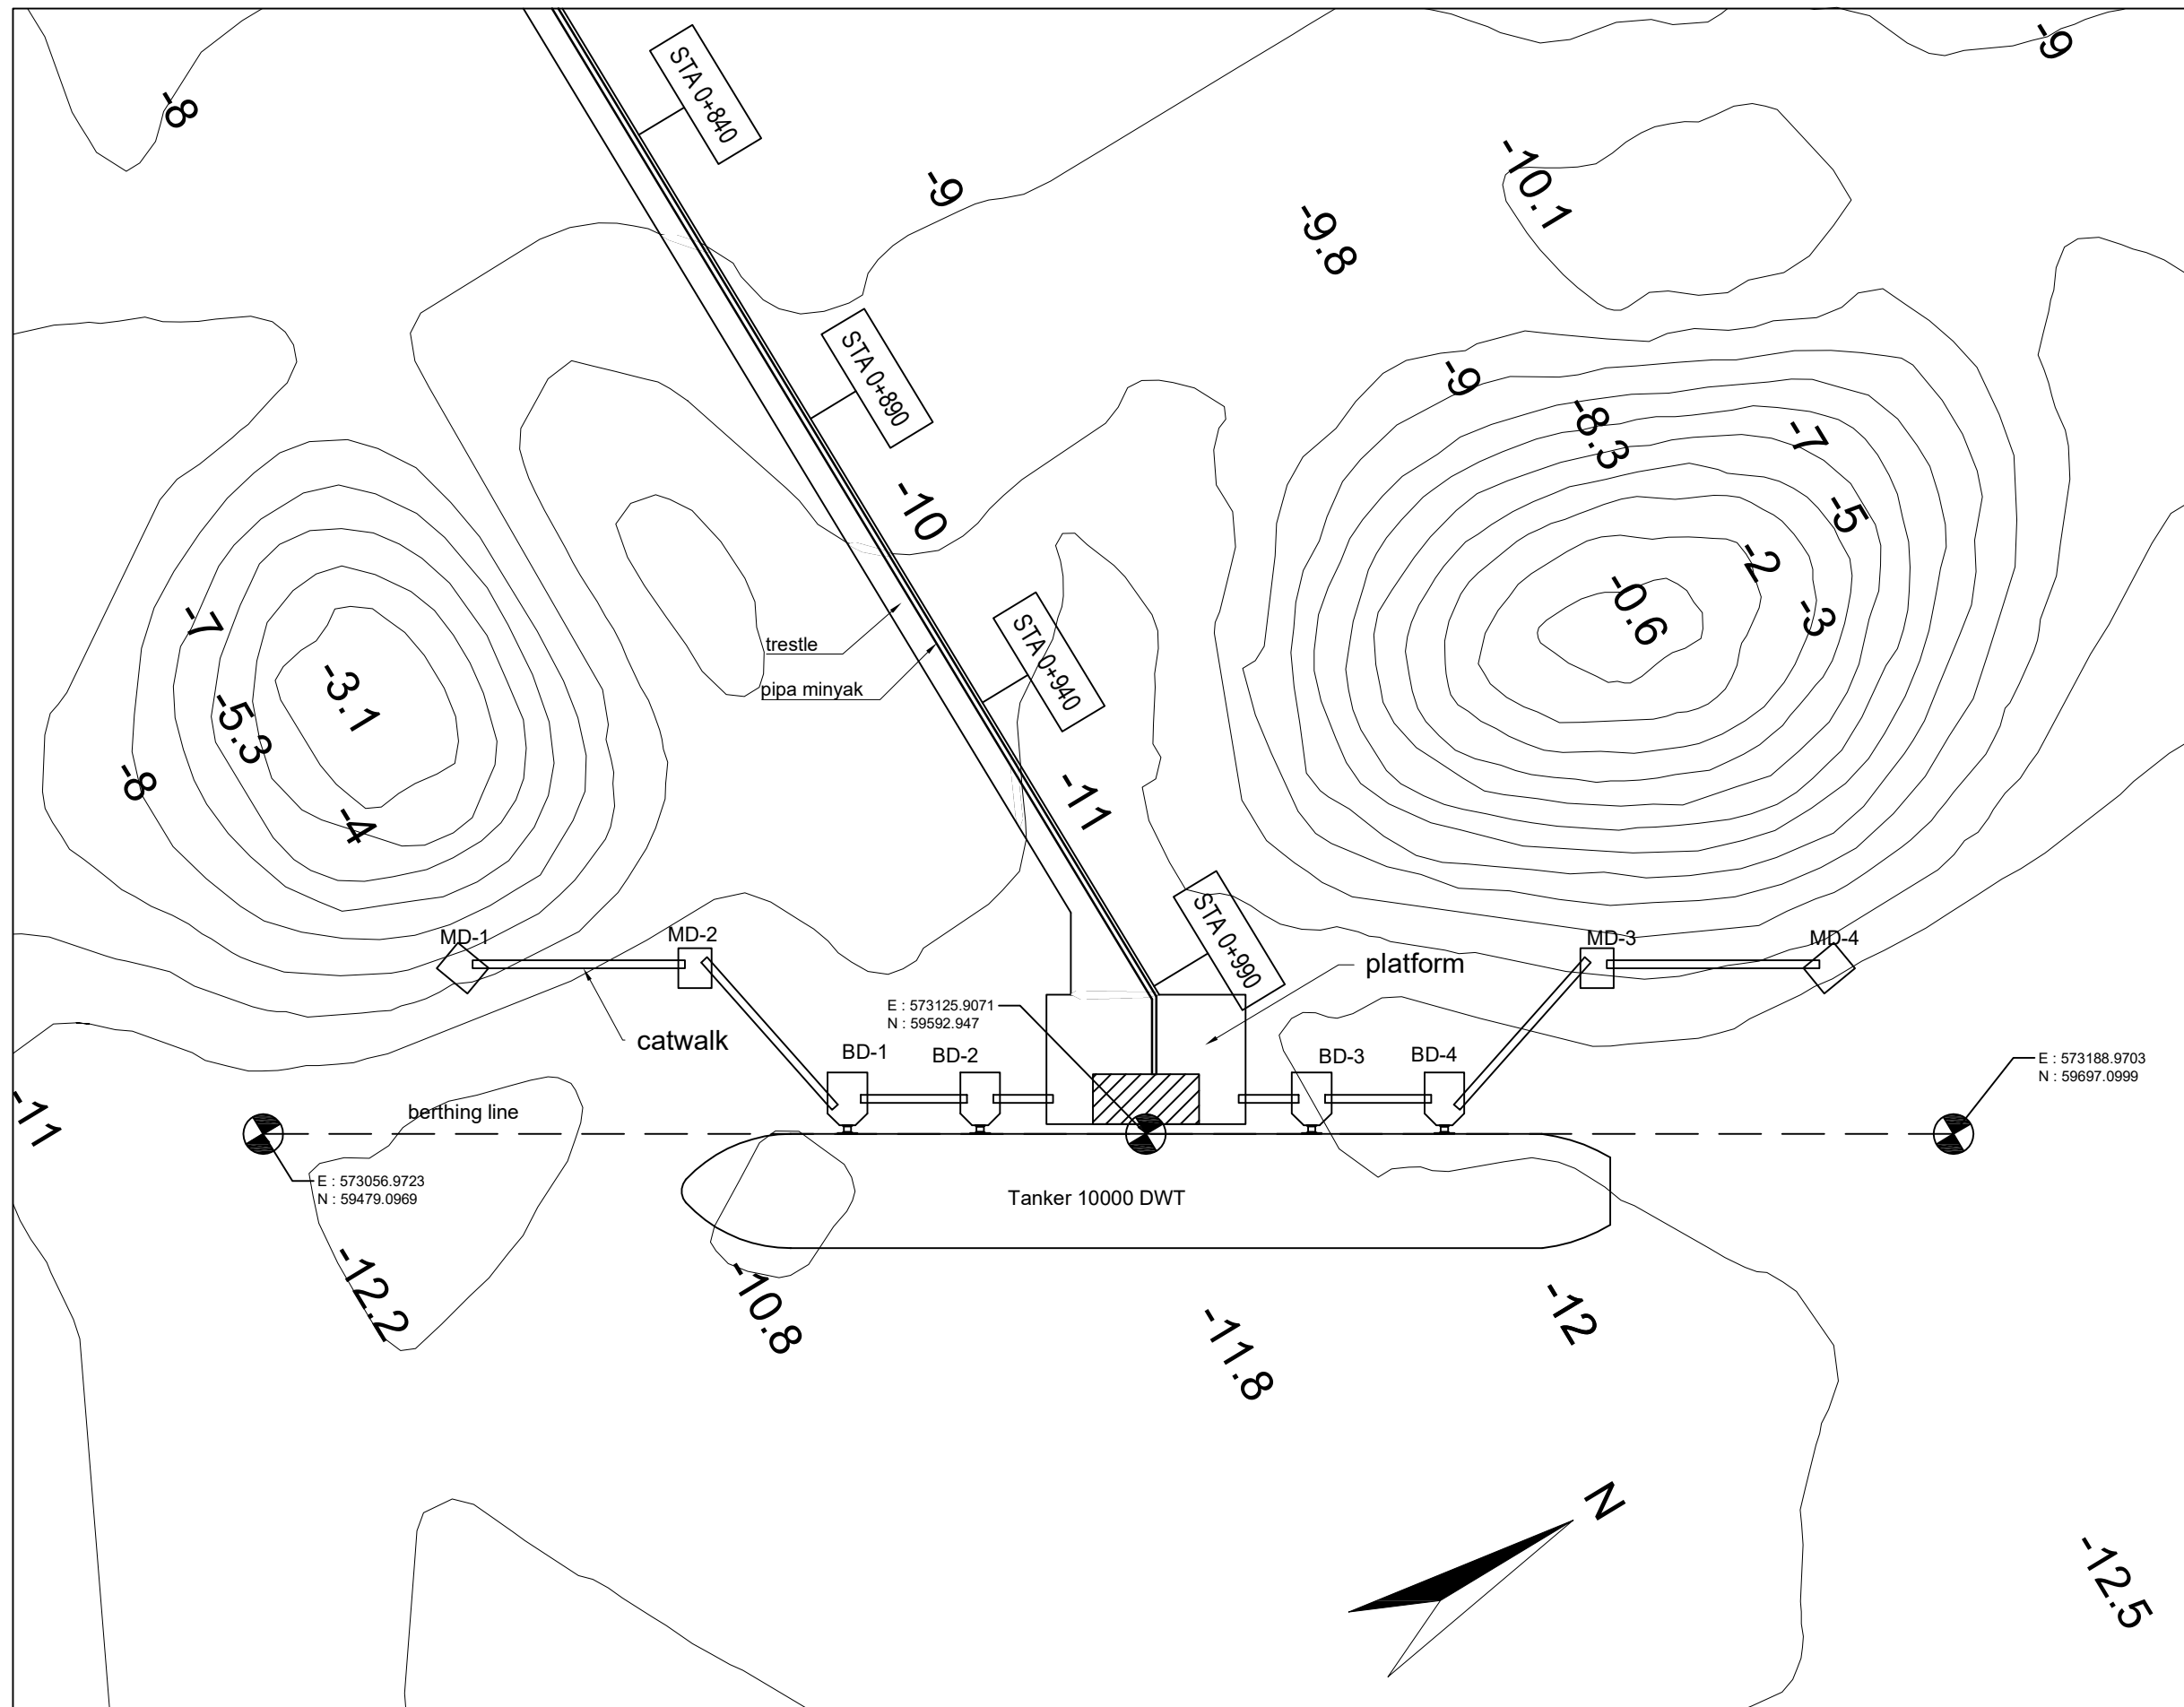 -9
STA 0+840
-8
-10.1
-9
-9.8
STA 0+890
-9
-8.3
-7
-10
-5
-2
-0.6
-3
-7
STA 0+940
trestle
pipa minyak
-3.1
-5.3
-8
-11
-4
STA 0+990
MD-1
MD-2
MD-3
MD-4
platform
E : 573125.9071
N : 59592.947
catwalk
BD-1
BD-2
BD-3
BD-4
E : 573188.9703
N : 59697.0999
-11
berthing line
E : 573056.9723
N : 59479.0969
Tanker 10000 DWT
-12.2
-10.8
-11.8
-12
N
-12.5